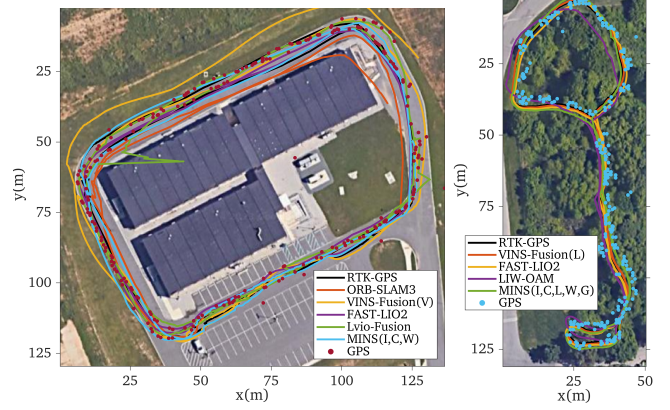 25
50
75
100
125
y(m)
25
50
75
100
125
x(m)
RTK-GPS
ORB-SLAM3
VINS-Fusion(V)
FAST-LIO2
Lvio-Fusion
MINS(I,C,W)
GPS
25
50
75
125
y(m)
25
50
x(m)
RTK-GPS
VINS-Fusion(L)
FAST-LIO2
LIW-OAM
MINS(I,C,L,W,G)
GPS